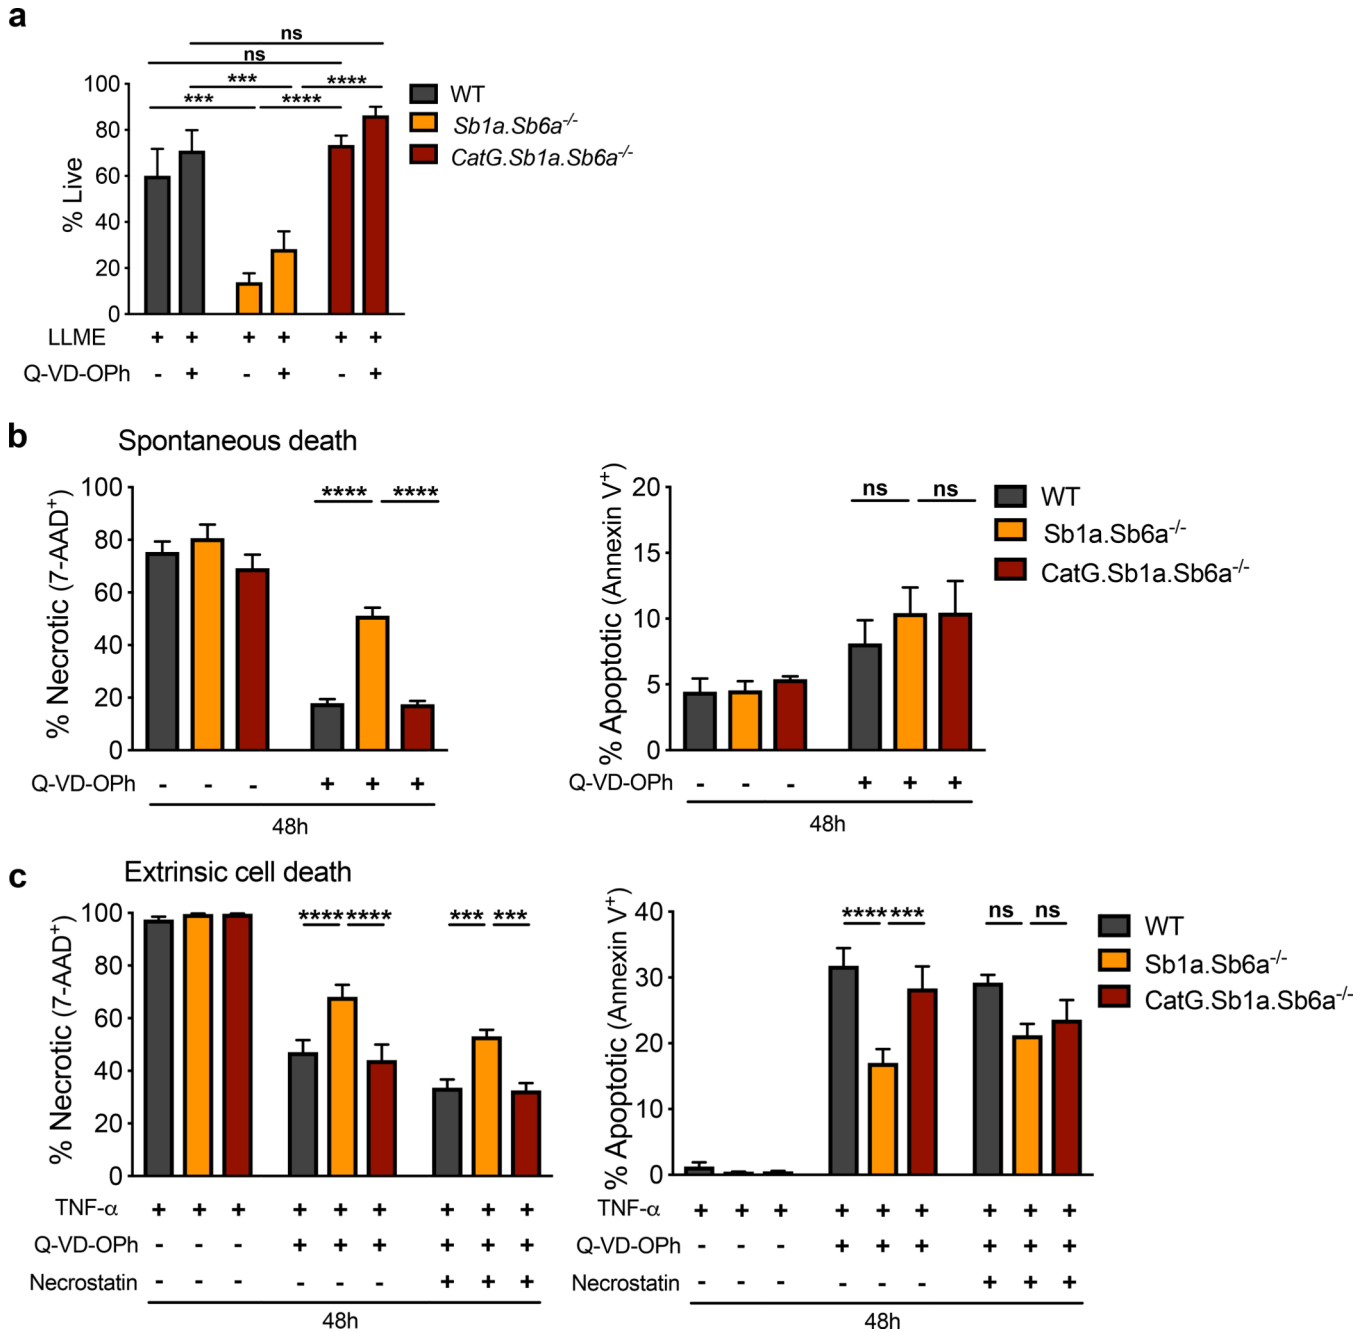 a
ns
ns
*** ****
*** ****
100
80
60
40
20
0
% Live
WT
Sb1a.Sb6a-/-
CatG.Sb1a.Sb6a-/-
LLME + + + + + +
Q-VD-OPh - + - + - +
b
Spontaneous death
% Necrotic (7-AAD+)
100
80
60
40
20
0
**** ****
Q-VD-OPh - - - + + +
48h
% Apoptotic (Annexin V+)
20
15
10
5
0
ns ns
WT
Sb1a.Sb6a-/-
CatG.Sb1a.Sb6a-/-
Q-VD-OPh - - - + + +
48h
c
Extrinsic cell death
% Necrotic (7-AAD+)
100
80
60
40
20
0
**** **** *** ***
TNF-α + + + + + + + + +
Q-VD-OPh - - - + + + + + +
Necrostatin - - - - - - + + +
48h
% Apoptotic (Annexin V+)
40
30
20
10
0
**** *** ns ns
WT
Sb1a.Sb6a-/-
CatG.Sb1a.Sb6a-/-
TNF-α + + + + + + + + +
Q-VD-OPh - - - + + + + + +
Necrostatin - - - - - - + + +
48h